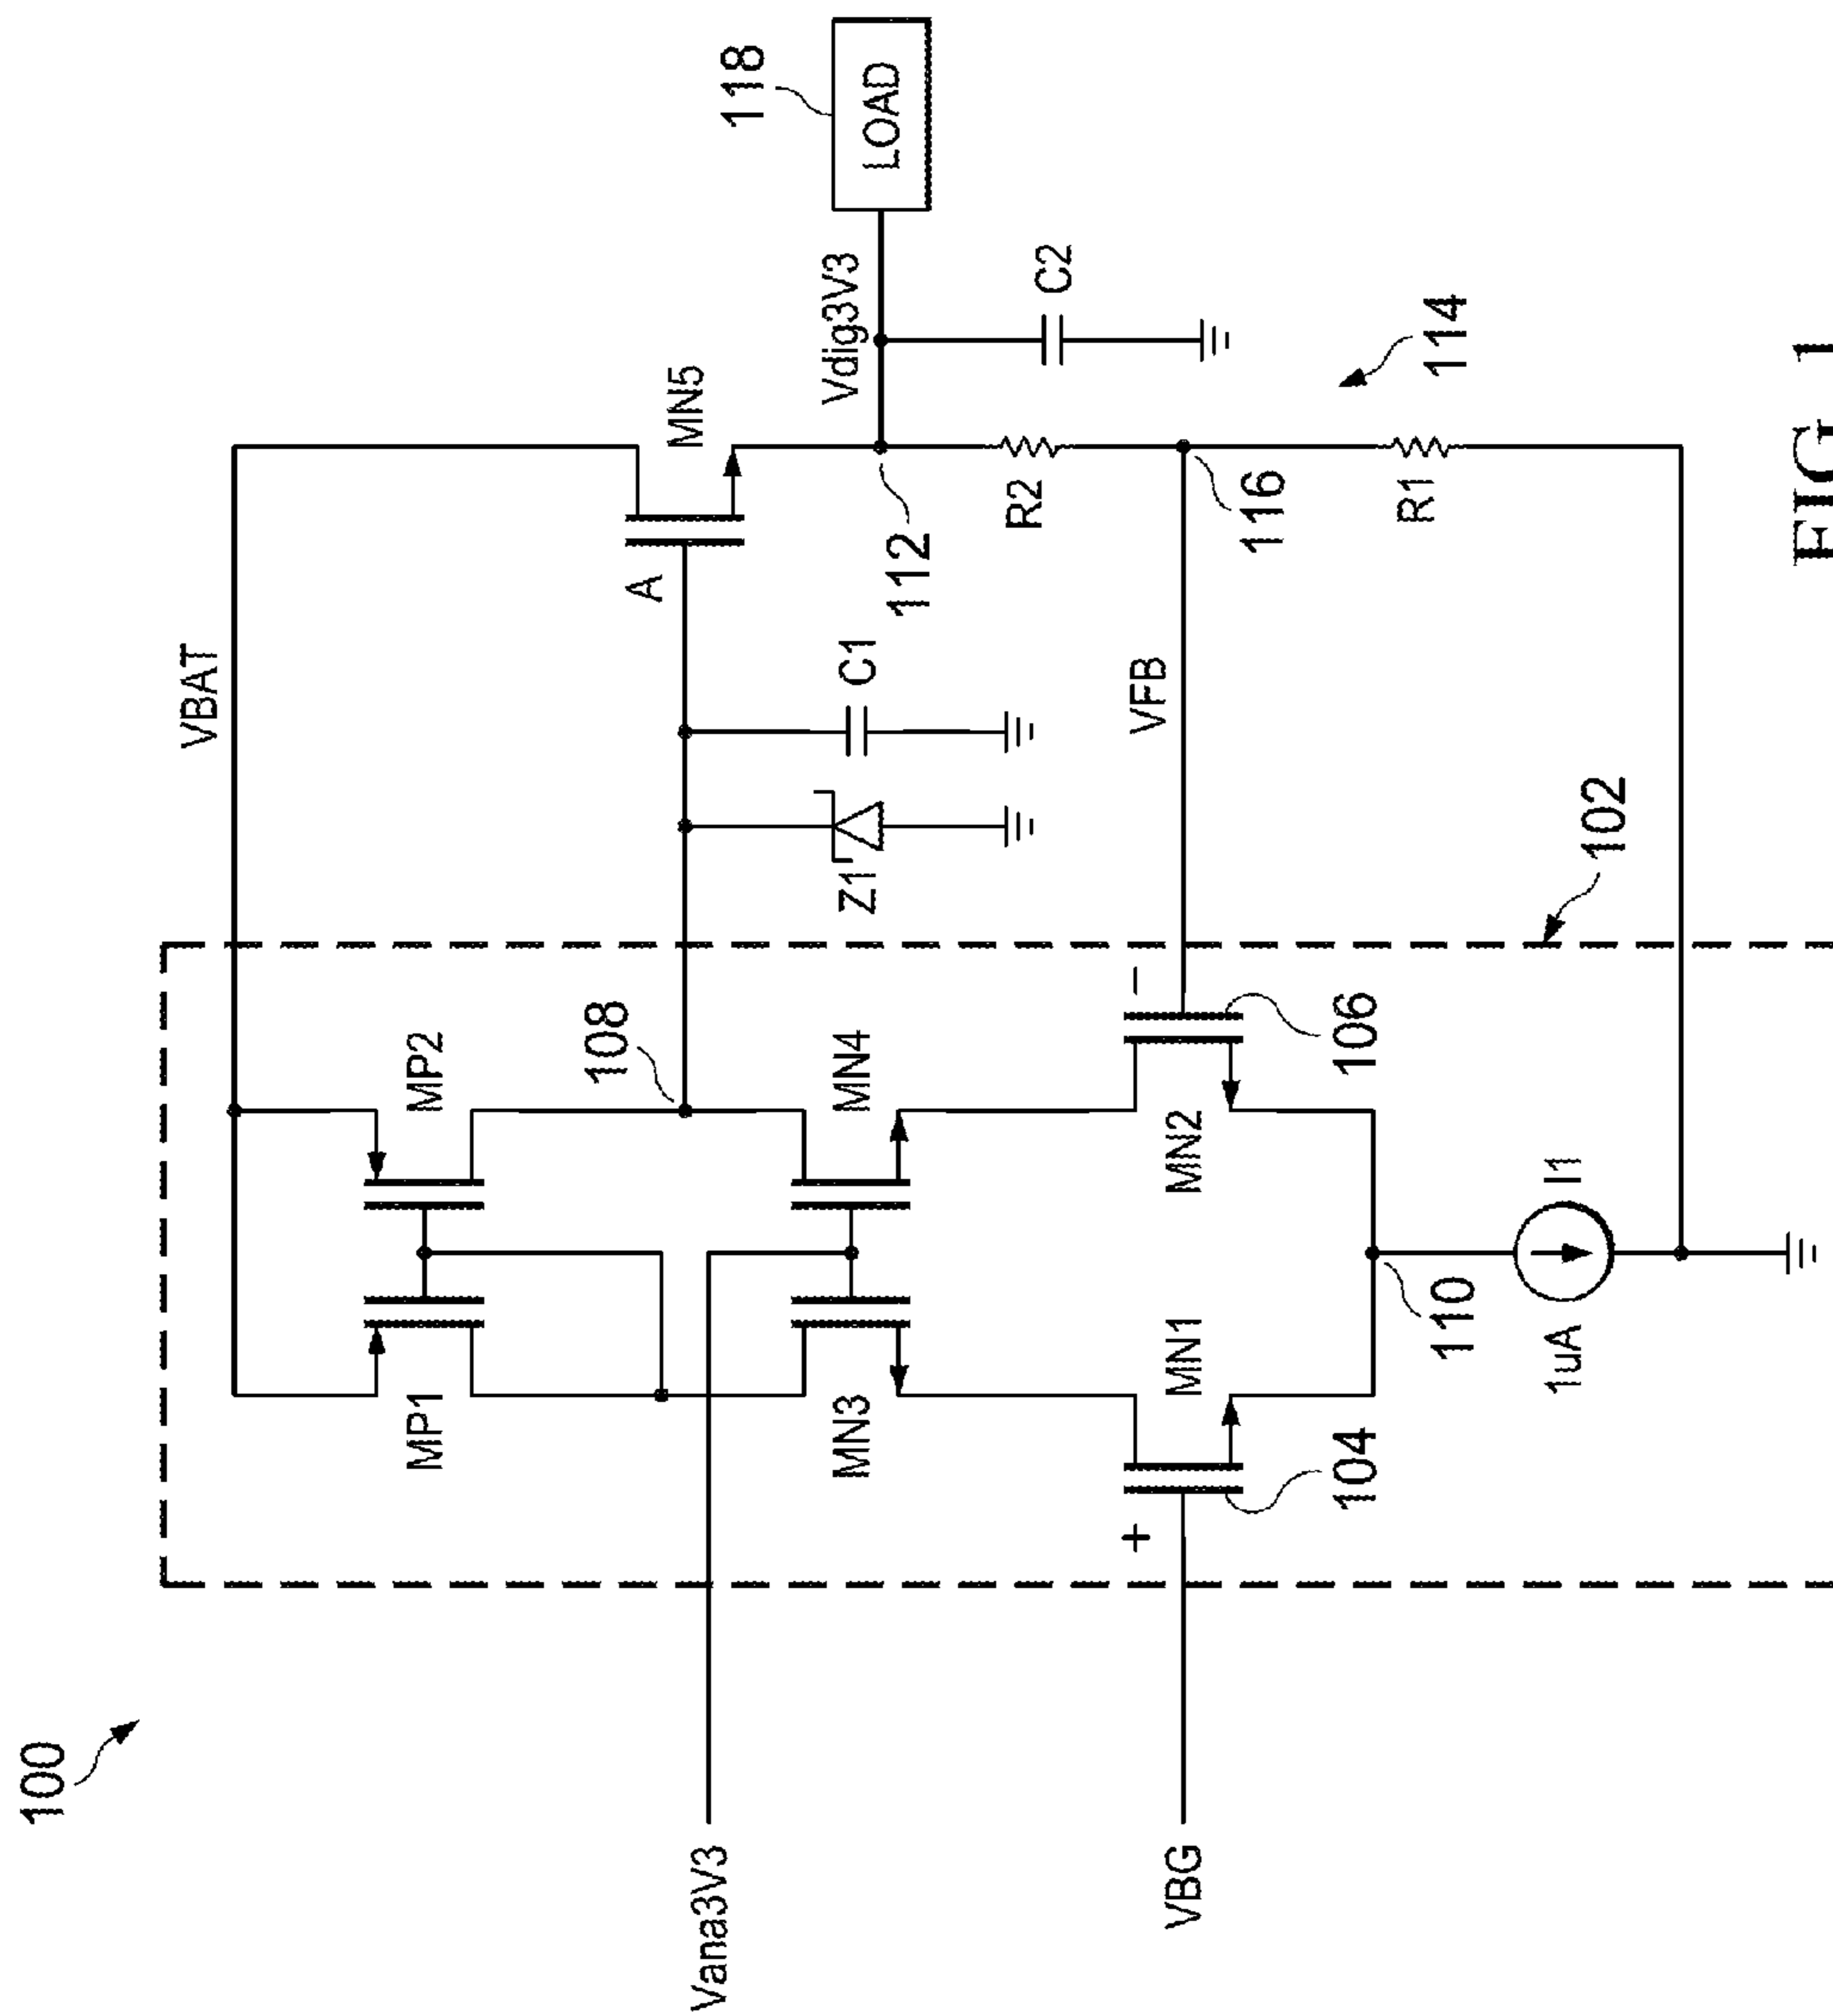 100
VBAT
MP1
MP2
MN5
A
108
118
LOAD
Vana3V3
MN3
MN4
Z1
C1
Vdig3V3
112
R2
C2
+
-
VBG
MN1
MN2
VFB
104
106
116
110
114
R1
1uA
I1
102
FIG. 1